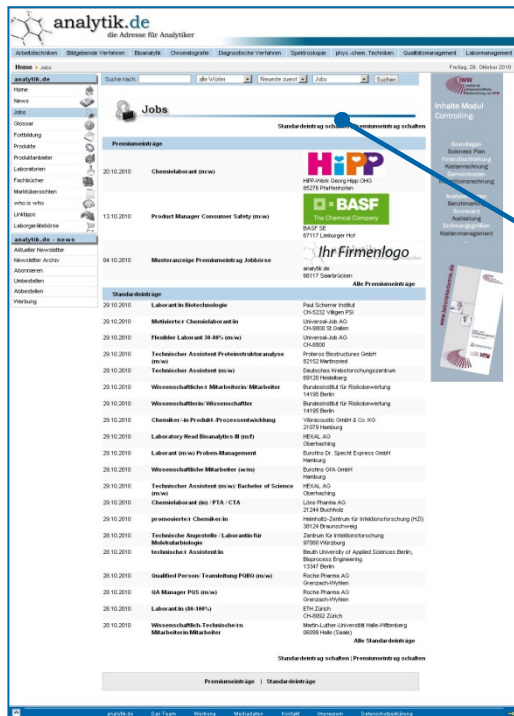 analytik.de
die Adresse für Analytiker
Arbeitstechniken Bildgebende Verfahren Bioanalytik Chromatografie Diagnostische Verfahren Spektroskopie phys.-chem. Techniken Qualitätsmanagement Labormanagement
Home » Jobs
Freitag, 29. Oktober 2010
analytik.de
Home
News
Jobs
Glossar
Fortbildung
Produkte
Produktanbieter
Laboratorien
Fachbücher
Marktübersichten
who is who
Linktipps
Laborgerätebörse
analytik.de - news
Aktueller Newsletter
Newsletter Archiv
Abonnieren
Umbestellen
Abbestellen
Werbung
Suche nach: alle Wörter Neueste zuerst Jobs Suchen
Jobs
Standardeintrag schalten | Premiumeintrag schalten
Premiumeinträge
HiPP
20.10.2010 Chemielaborant (m/w) HiPP-Werk Georg Hipp OHG
85276 Pfaffenhofen
BASF
The Chemical Company
13.10.2010 Product Manager Consumer Safety (m/w)
BASF SE
67117 Limburger Hof
Ihr Firmenlogo
04.10.2010 Musteranzeige Premiumeintrag Jobbörse
analytik.de
66117 Saarbrücken
Alle Premiumeinträge
Standardeinträge
29.10.2010 Laborant/in Biotechnologie Paul Scherrer Institut
CH-5232 Villigen PSI
29.10.2010 Motivierte/r Chemielaborant/in Universal-Job AG
CH-9000 St.Gallen
29.10.2010 Flexibler Laborant 30-80% (m/w) Universal-Job AG
CH-8600
29.10.2010 Technischer Assistent Proteinstrukturanalyse (m/w) Proteros Biostructures GmbH
82152 Martinsried
29.10.2010 Technischer Assistent (m/w) Deutsches Krebsforschungszentrum
69120 Heidelberg
29.10.2010 Wissenschaftliche/r Mitarbeiterin/Mitarbeiter Bundesinstitut für Risikobewertung
14195 Berlin
29.10.2010 Wissenschaftlerin/Wissenschaftler Bundesinstitut für Risikobewertung
14195 Berlin
29.10.2010 Chemiker/-in Produkt-/Prozessentwicklung Vibracoustic GmbH & Co. KG
21079 Hamburg
29.10.2010 Laboratory Head Bioanalytics III (m/f) HEXAL AG
Oberhaching
29.10.2010 Laborant (m/w) Proben-Management Eurofins Dr. Specht Express GmbH
Hamburg
29.10.2010 Wissenschaftliche Mitarbeiter (w/m) Eurofins GfA GmbH
Hamburg
29.10.2010 Technischer Assistent (m/w)/Bachelor of Science (m/w) HEXAL AG
Oberhaching
29.10.2010 Chemielaborant (in) / PTA / CTA Löns Pharma AG
21244 Buchholz
29.10.2010 promovierte/r Chemiker/in Helmholtz-Zentrum für Infektionsforschung (HZI)
38124 Braunschweig
28.10.2010 Technische Angestelle / Laborantin für Molekularbiologie Zentrum für Infektionsforschung
97080 Würzburg
28.10.2010 technische/r Assistent/in Beuth University of Applied Sciences Berlin,
Bioprocess Engineering
13347 Berlin
28.10.2010 Qualified Person/ Teamleitung PQBQ (m/w) Roche Pharma AG
Grenzach-Wyhlen
28.10.2010 QA Manager PQS (m/w) Roche Pharma AG
Grenzach-Wyhlen
28.10.2010 Laborant/in (80-100%) ETH Zürich
CH-8092 Zürich
28.10.2010 Wissenschaftlich-Technische/rn Mitarbeiterin/Mitarbeiter Martin-Luther-Universität Halle-Wittenberg
06099 Halle (Saale)
Alle Standardeinträge
Standardeintrag schalten | Premiumeintrag schalten
Premiumeinträge | Standardeinträge
analytik.de Das Team Werbung Mediadaten Kontakt Impressum Datenschutzerklärung
Inhalte Modul
Controlling:
Grundlagen
Business Plan
Finanzbuchhaltung
Kostenrechnung
Gemeinkosten
Benchmark
Scorecard
Auslastung
Kostenmanagement
www.laborakademie.de